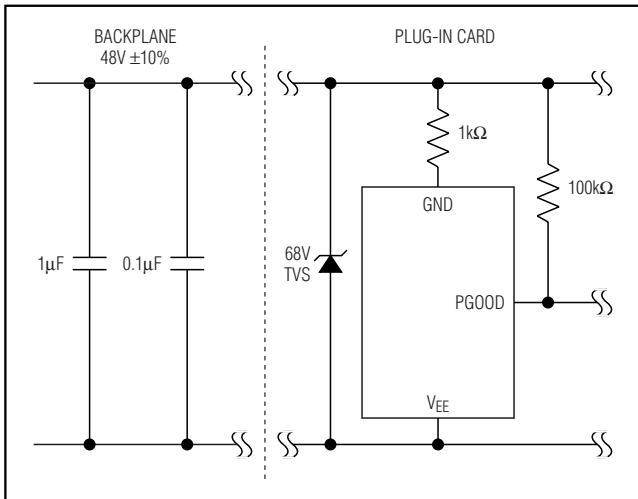 BACKPLANE
48V ±10%
PLUG-IN CARD
1kΩ
100kΩ
GND
1µF
0.1µF
68V
TVS
PGOOD
VEE